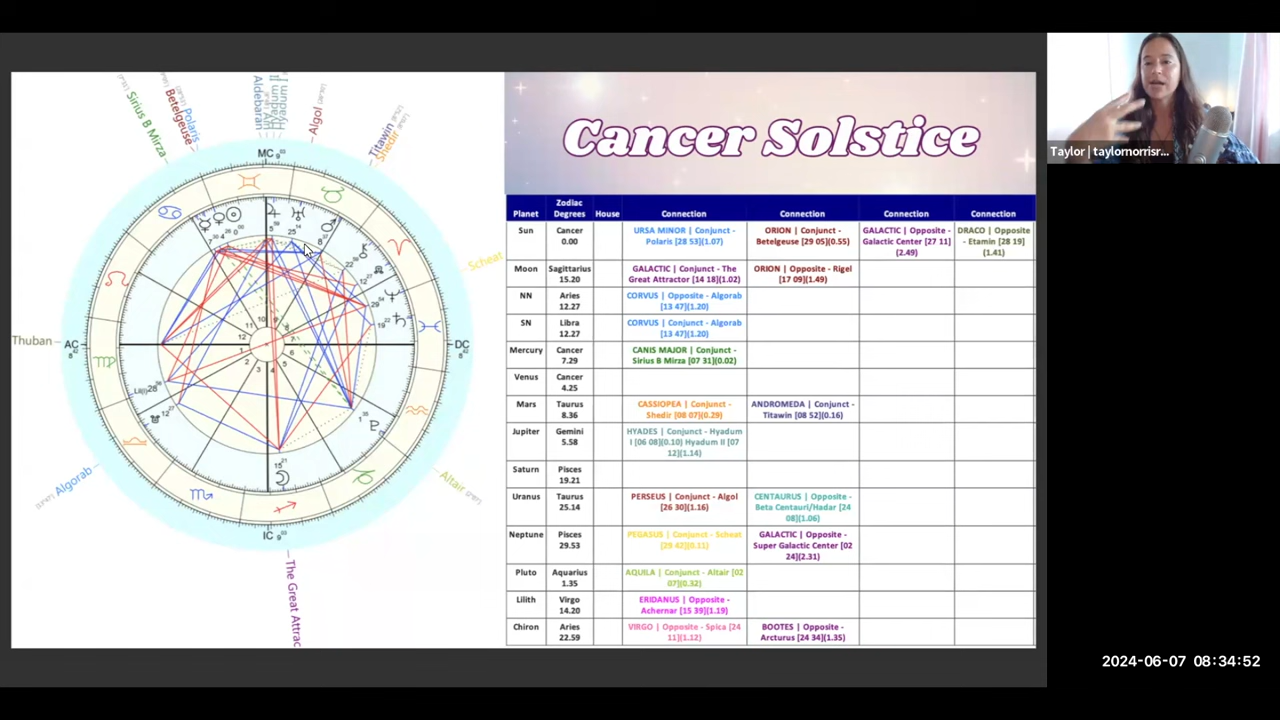 Sirius B Mirza
Betelgeuse
Polaris
Aldebaran
Algol
Titawin
Scheat
Thuban
MC 9 03
AC
DC
IC 9 03
Algorab
Altair
The Great Attrac
Cancer Solstice
Planet Zodiac Degrees House Connection Connection Connection Connection
Sun Cancer 0.00 URSA MINOR | Conjunct - Polaris [28 53](1.07) ORION | Conjunct - Betelgeuse [29 05](0.55) GALACTIC | Opposite - Galactic Center [27 11](2.49) DRACO | Opposite - Etamin [28 19](1.41)
Moon Sagittarius 15.20 GALACTIC | Conjunct - The Great Attractor [14 18](1.02) ORION | Opposite - Rigel [17 09](1.49)
NN Aries 12.27 CORVUS | Opposite - Algorab [13 47](1.20)
SN Libra 12.27 CORVUS | Conjunct - Algorab [13 47](1.20)
Mercury Cancer 7.29 CANIS MAJOR | Conjunct - Sirius B Mirza [07 31](0.02)
Venus Cancer 4.25
Mars Taurus 8.36 CASSIOPEA | Conjunct - Shedir [08 07](0.29) ANDROMEDA | Conjunct - Titawin [08 52](0.16)
Jupiter Gemini 5.58 HYADES | Conjunct - Hyadum I [06 08](0.10) Hyadum II [07 12](1.14)
Saturn Pisces 19.21
Uranus Taurus 25.14 PERSEUS | Conjunct - Algol [26 30](1.16) CENTAURUS | Opposite - Beta Centauri/Hadar [24 08](1.06)
Neptune Pisces 29.53 PEGASUS | Conjunct - Scheat [29 42](0.11) GALACTIC | Opposite - Super Galactic Center [02 24](2.31)
Pluto Aquarius 1.35 AQUILA | Conjunct - Altair [02 07](0.32)
Lilith Virgo 14.20 ERIDANUS | Opposite - Achernar [15 39](1.19)
Chiron Aries 22.59 VIRGO | Opposite - Spica [24 11](1.12) BOOTES | Opposite - Arcturus [24 34](1.35)
Taylor | taylormorrisr...
2024-06-07 08:34:52